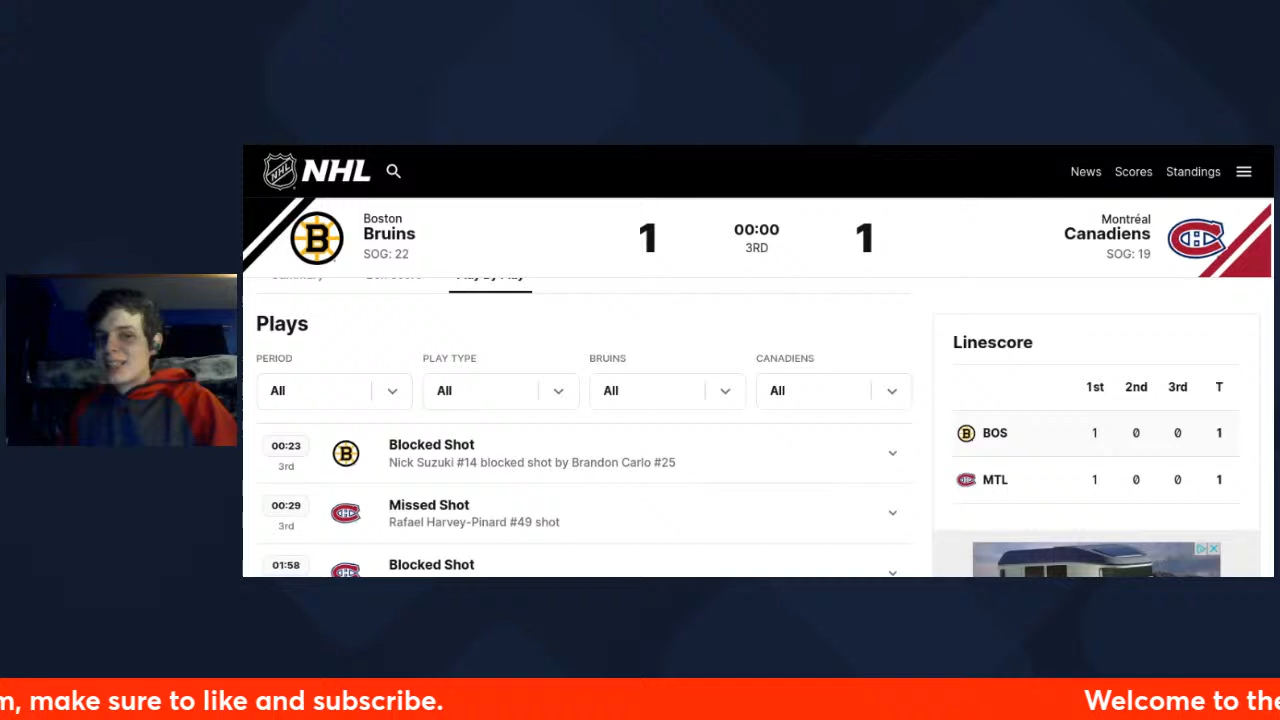 NHL NHL
News Scores Standings
Boston
Bruins
SOG: 22
1
00:00
3RD
1
Montréal
Canadiens
SOG: 19
Plays
PERIOD PLAY TYPE BRUINS CANADIENS
All All All All
00:23
3rd
B
Blocked Shot
Nick Suzuki #14 blocked shot by Brandon Carlo #25
00:29
3rd
Missed Shot
Rafael Harvey-Pinard #49 shot
01:58
Blocked Shot
Linescore
1st 2nd 3rd T
B BOS 1 0 0 1
MTL 1 0 0 1
m, make sure to like and subscribe.
Welcome to the